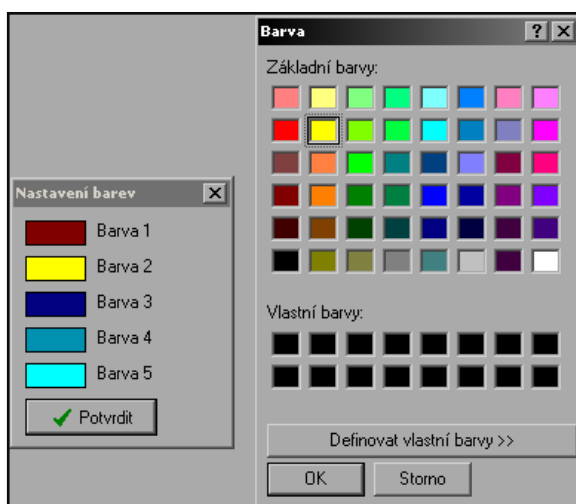 Nastavení barev
Barva 1
Barva 2
Barva 3
Barva 4
Barva 5
Potvrdit
Barva
Základní barvy:
Vlastní barvy:
Definovat vlastní barvy >>
OK
Storno